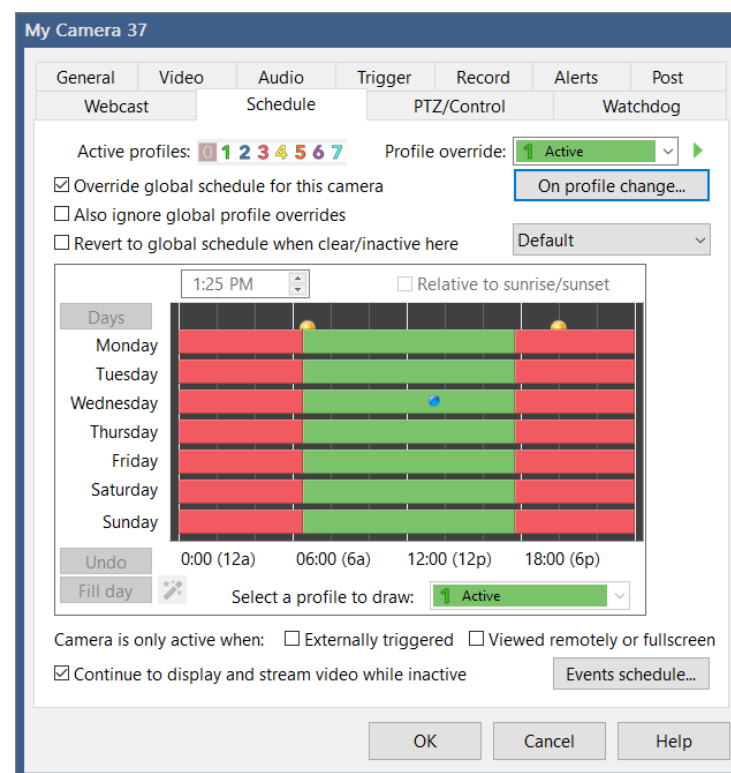 My Camera 37
General Video Audio Trigger Record Alerts Post
Webcast Schedule PTZ/Control Watchdog
Active profiles: 0 1 2 3 4 5 6 7 Profile override: 1 Active
Override global schedule for this camera On profile change...
Also ignore global profile overrides
Revert to global schedule when clear/inactive here Default
1:25 PM Relative to sunrise/sunset
Days
Monday
Tuesday
Wednesday
Thursday
Friday
Saturday
Sunday
Undo 0:00 (12a) 06:00 (6a) 12:00 (12p) 18:00 (6p)
Fill day Select a profile to draw: 1 Active
Camera is only active when: Externally triggered Viewed remotely or fullscreen
Continue to display and stream video while inactive Events schedule...
OK Cancel Help